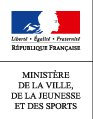 Liberté • Égalité • Fraternité
RÉPUBLIQUE FRANÇAISE
MINISTÈRE
DE LA VILLE,
DE LA JEUNESSE
ET DES SPORTS